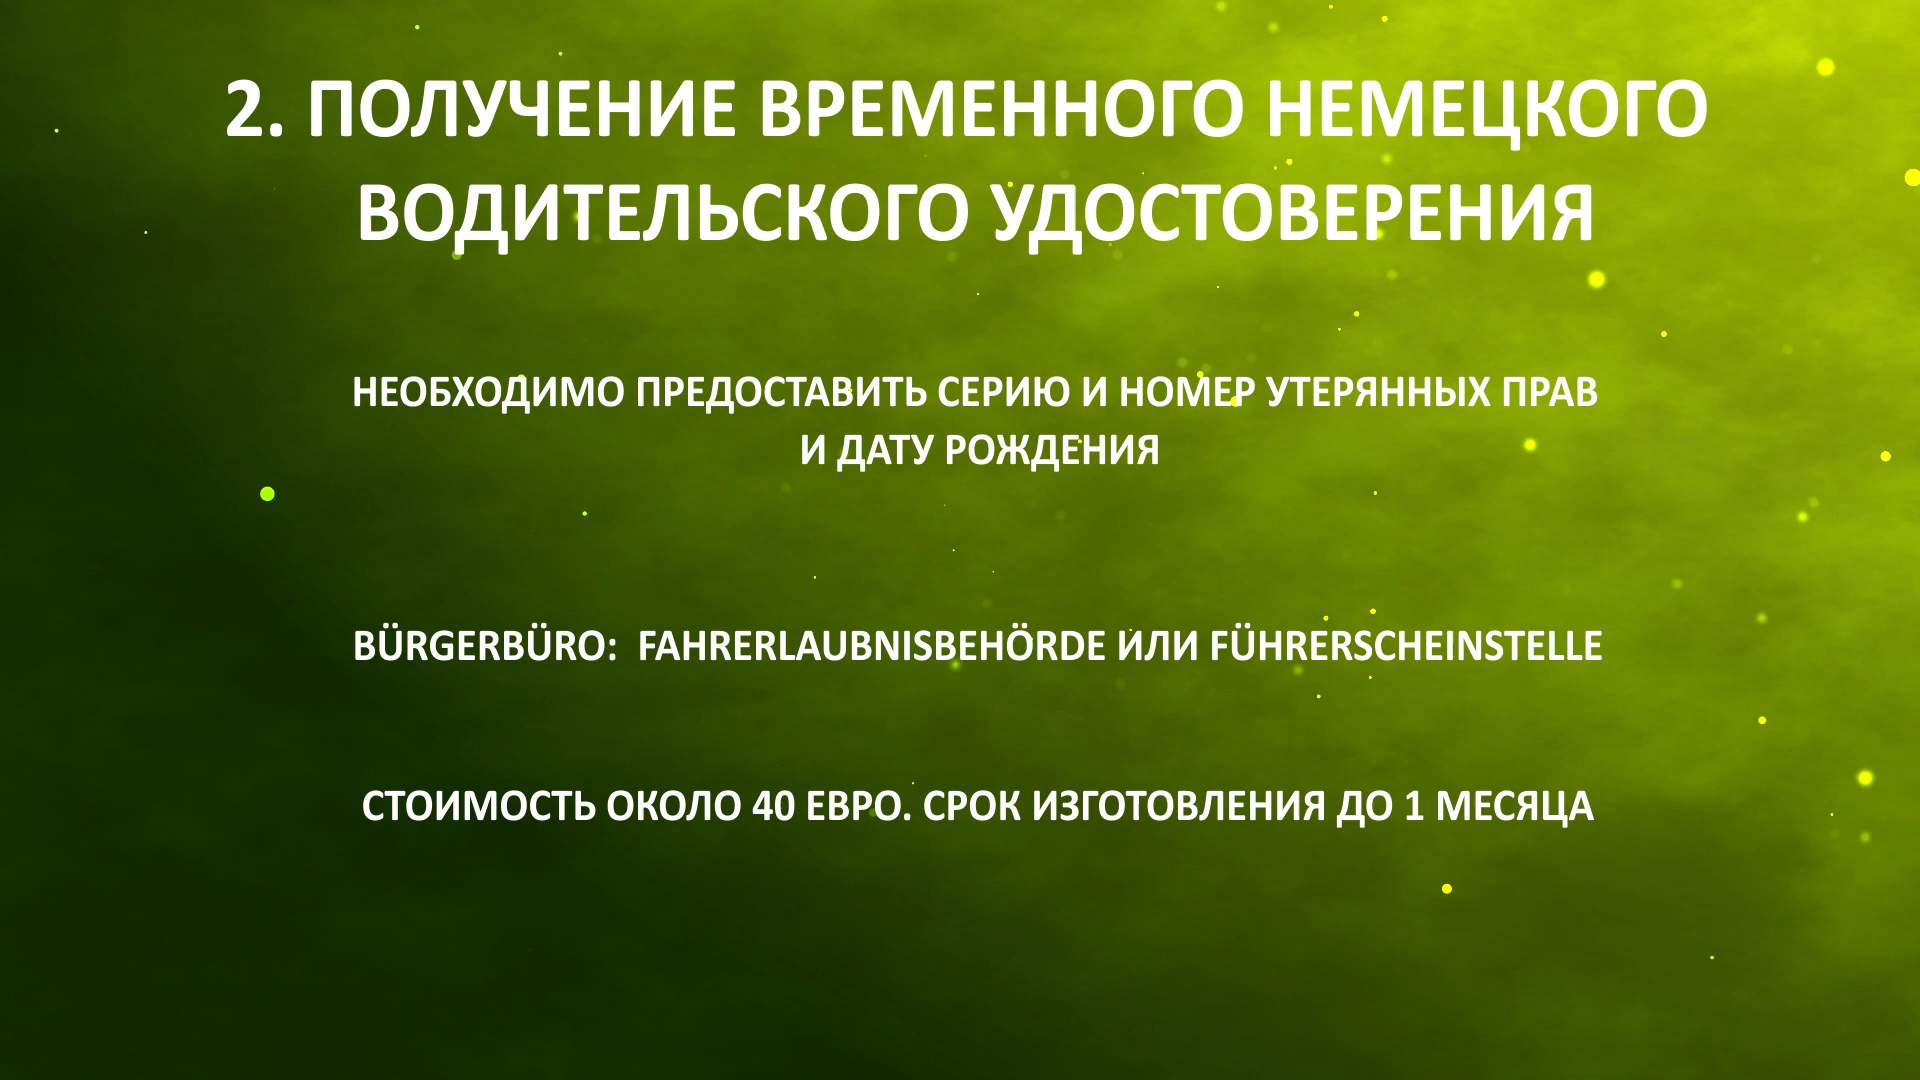 2. ПОЛУЧЕНИЕ ВРЕМЕННОГО НЕМЕЦКОГО
ВОДИТЕЛЬСКОГО УДОСТОВЕРЕНИЯ
НЕОБХОДИМО ПРЕДОСТАВИТЬ СЕРИЮ И НОМЕР УТЕРЯННЫХ ПРАВ
И ДАТУ РОЖДЕНИЯ
BÜRGERBÜRO: FAHRERLAUBNISBEHÖRDE ИЛИ FÜHRERSCHEINSTELLE
СТОИМОСТЬ ОКОЛО 40 ЕВРО. СРОК ИЗГОТОВЛЕНИЯ ДО 1 МЕСЯЦА